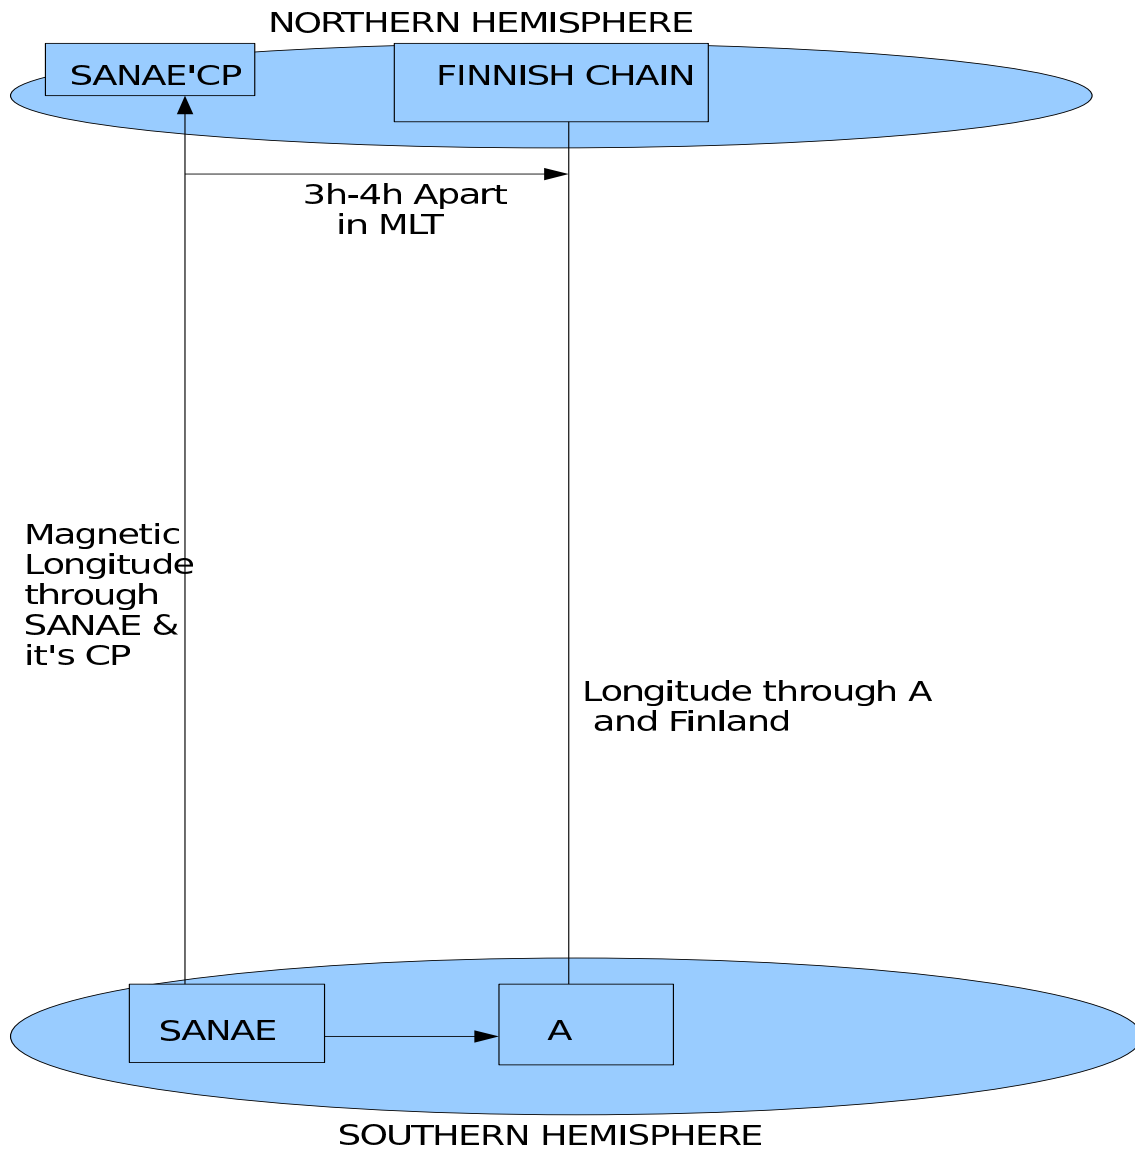 NORTHERN HEMISPHERE
SANAE'CP
FINNISH CHAIN
3h-4h Apart
in MLT
Magnetic
Longitude
through
SANAE &
it's CP
Longitude through A
and Finland
SANAE
A
SOUTHERN HEMISPHERE